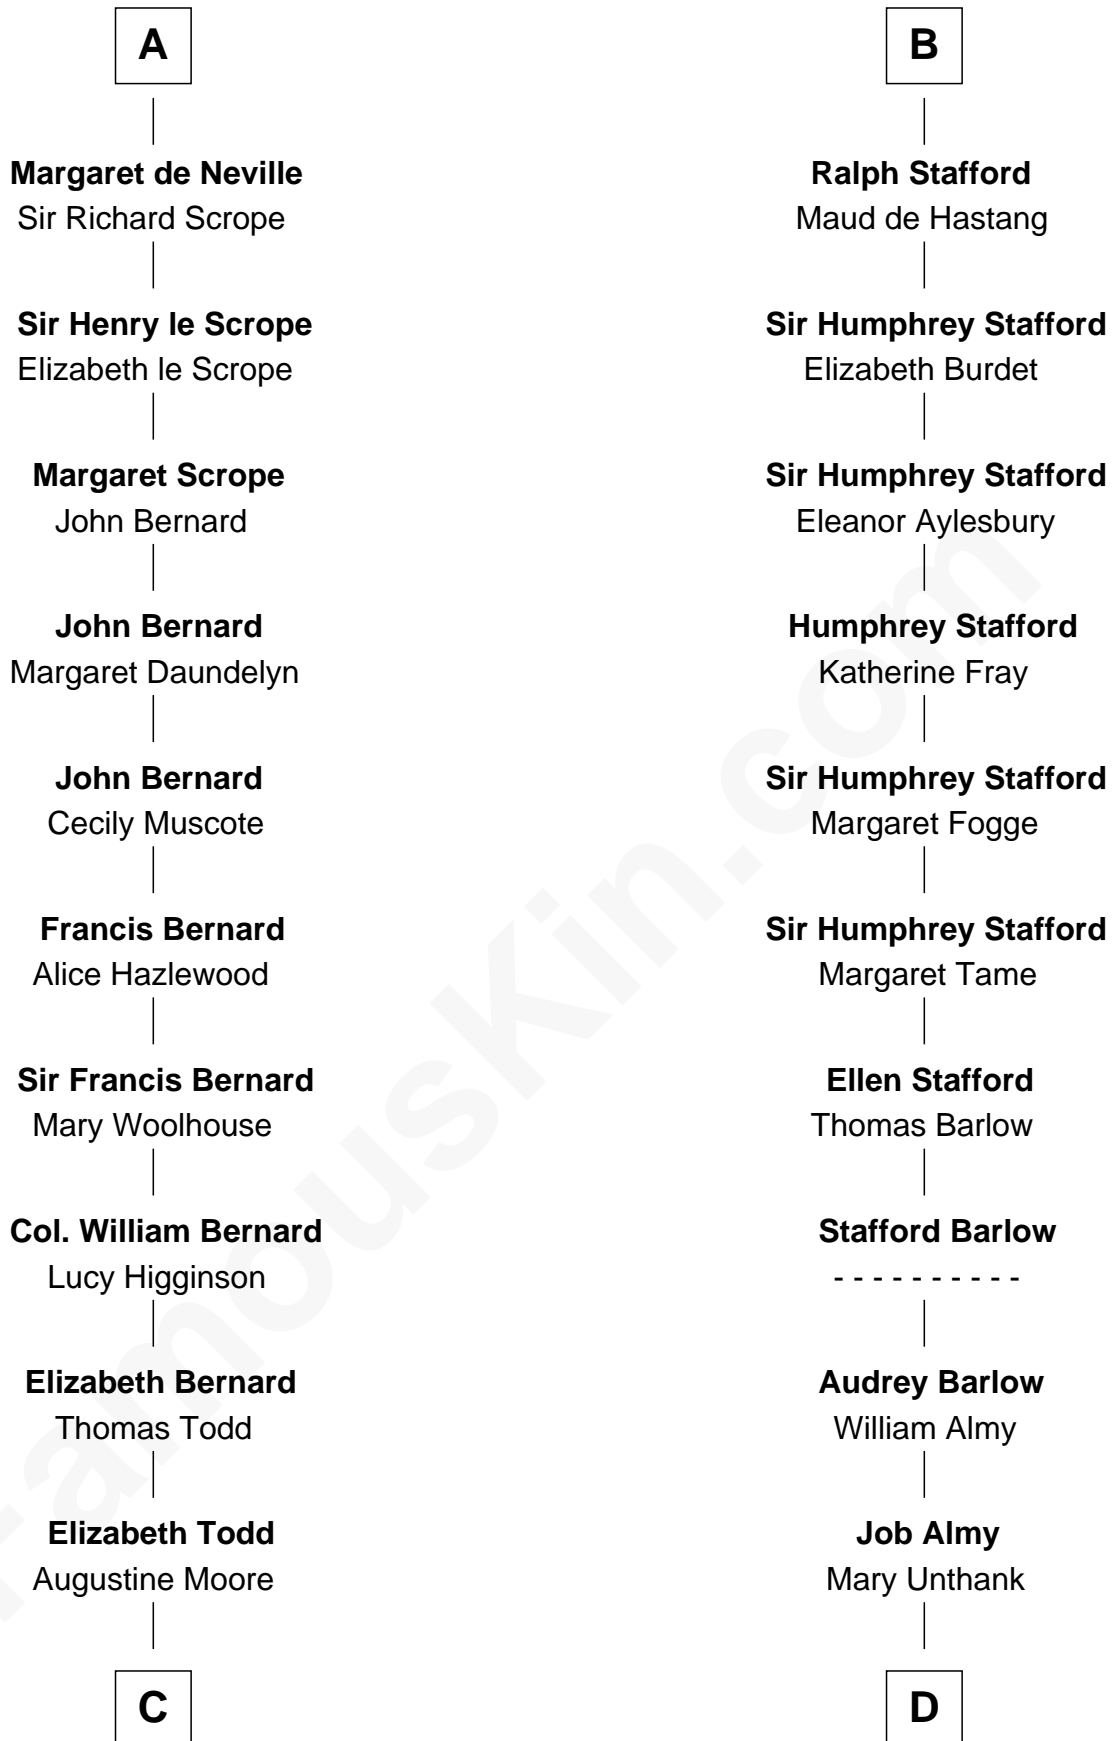 A
Margaret de Neville
Sir Richard Scrope
Sir Henry le Scrope
Elizabeth le Scrope
Margaret Scrope
John Bernard
John Bernard
Margaret Daundelyn
John Bernard
Cecily Muscote
Francis Bernard
Alice Hazlewood
Sir Francis Bernard
Mary Woolhouse
Col. William Bernard
Lucy Higginson
Elizabeth Bernard
Thomas Todd
Elizabeth Todd
Augustine Moore
C
B
Ralph Stafford
Maud de Hastang
Sir Humphrey Stafford
Elizabeth Burdet
Sir Humphrey Stafford
Eleanor Aylesbury
Humphrey Stafford
Katherine Fray
Sir Humphrey Stafford
Margaret Fogge
Sir Humphrey Stafford
Margaret Tame
Ellen Stafford
Thomas Barlow
Stafford Barlow
- - - - - - - - - -
Audrey Barlow
William Almy
Job Almy
Mary Unthank
D
FamousKin.com